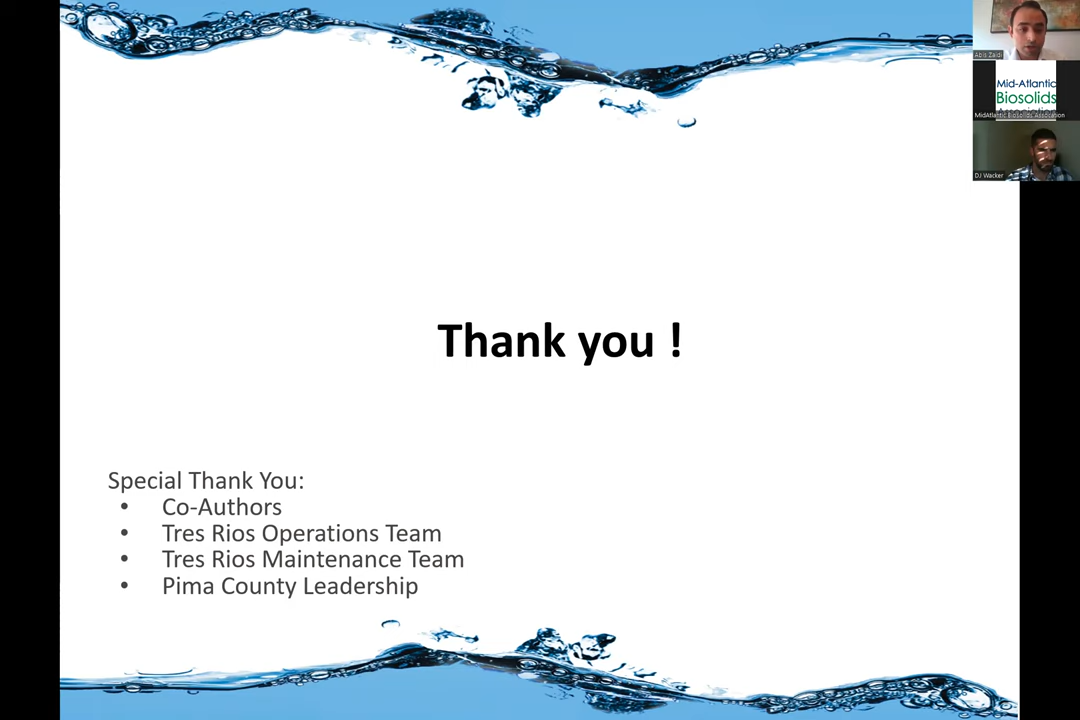 Thank you !
Special Thank You:
• Co-Authors
• Tres Rios Operations Team
• Tres Rios Maintenance Team
• Pima County Leadership
Abis Zaidi
Mid-Atlantic
Biosolids
Association
MidAtlantic Biosolids Association
DJ Wacker